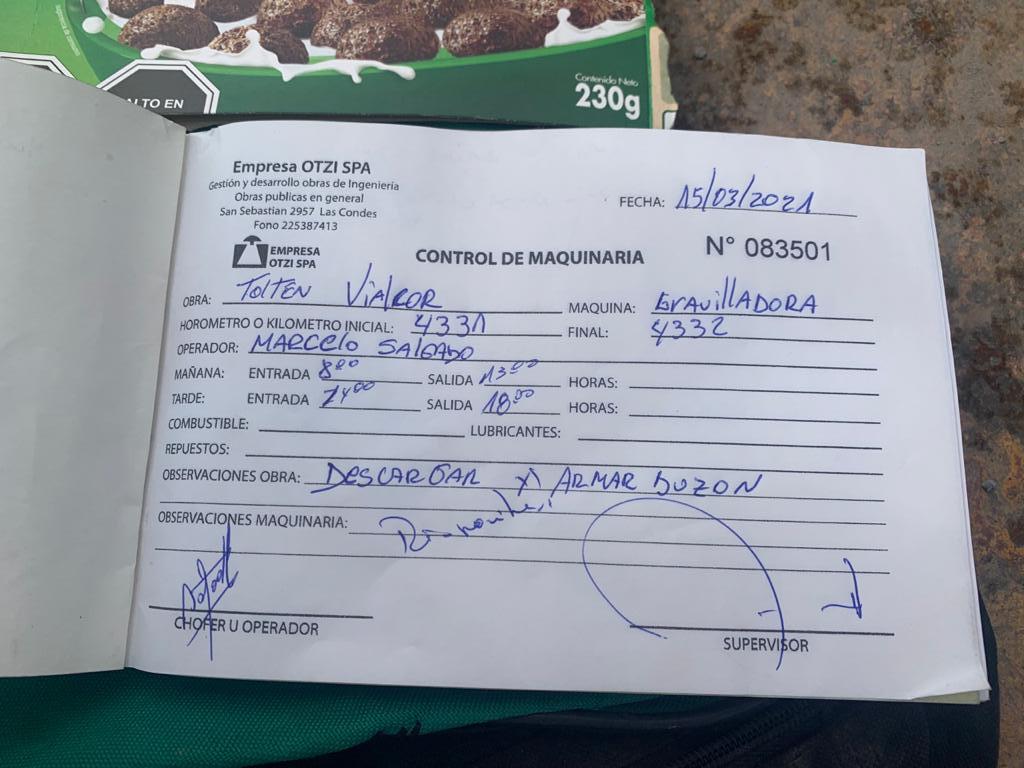 ALTO EN
Contenido Neto
230g
Empresa OTZI SPA
Gestión y desarrollo obras de Ingeniería
Obras publicas en general
San Sebastian 2957 Las Condes
Fono 225387413
FECHA: 15/03/2021
EMPRESA
OTZI SPA
CONTROL DE MAQUINARIA
N° 083501
OBRA: TOLTEN Vialcor MAQUINA: GravillADORA
HOROMETRO O KILOMETRO INICIAL: 4331 FINAL: 4332
OPERADOR: MARCELO SALGADO
MAÑANA: ENTRADA 8:00 SALIDA 13:00 HORAS:
TARDE: ENTRADA 14:00 SALIDA 18:00 HORAS:
COMBUSTIBLE: LUBRICANTES:
REPUESTOS:
OBSERVACIONES OBRA: DESCARGAR Y ARMAR BUZON
OBSERVACIONES MAQUINARIA:
CHOFER U OPERADOR
SUPERVISOR